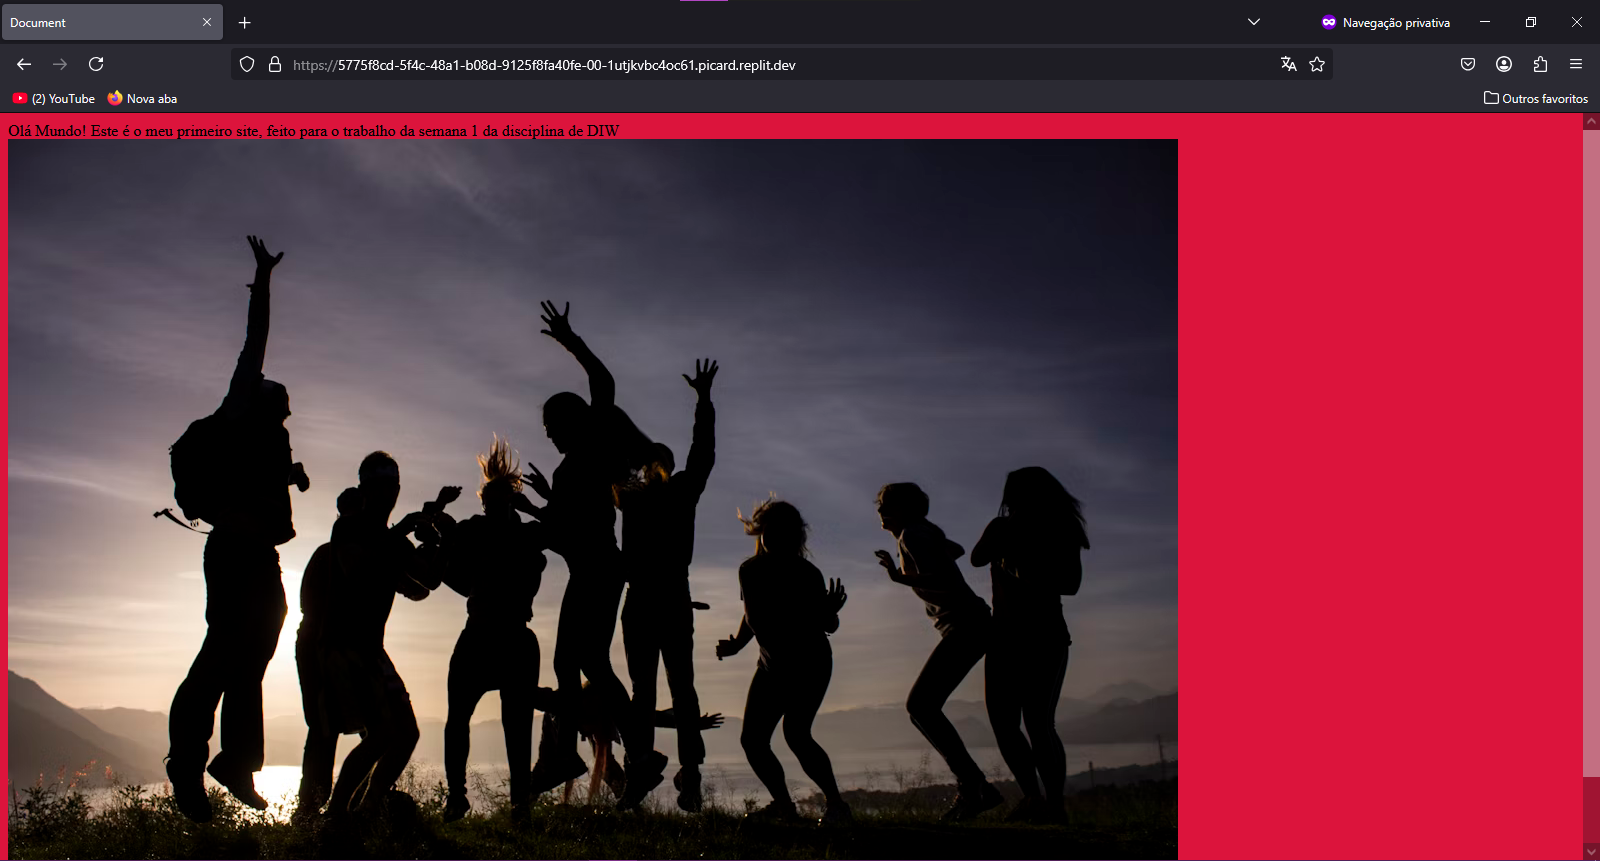 Document
Navegação privativa
https://5775f8cd-5f4c-48a1-b08d-9125f8fa40fe-00-1utjkvbc4oc61.picard.replit.dev
(2) YouTube
Nova aba
Outros favoritos
Olá Mundo! Este é o meu primeiro site, feito para o trabalho da semana 1 da disciplina de DIW